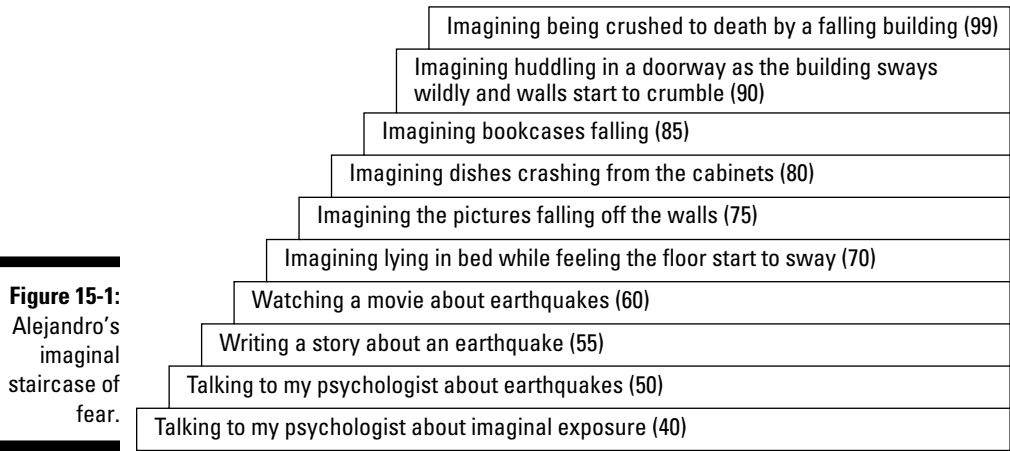 Imagining being crushed to death by a falling building (99)
Imagining huddling in a doorway as the building sways
wildly and walls start to crumble (90)
Imagining bookcases falling (85)
Imagining dishes crashing from the cabinets (80)
Imagining the pictures falling off the walls (75)
Imagining lying in bed while feeling the floor start to sway (70)
Watching a movie about earthquakes (60)
Writing a story about an earthquake (55)
Talking to my psychologist about earthquakes (50)
Talking to my psychologist about imaginal exposure (40)
Figure 15-1:
Alejandro’s
imaginal
staircase of
fear.